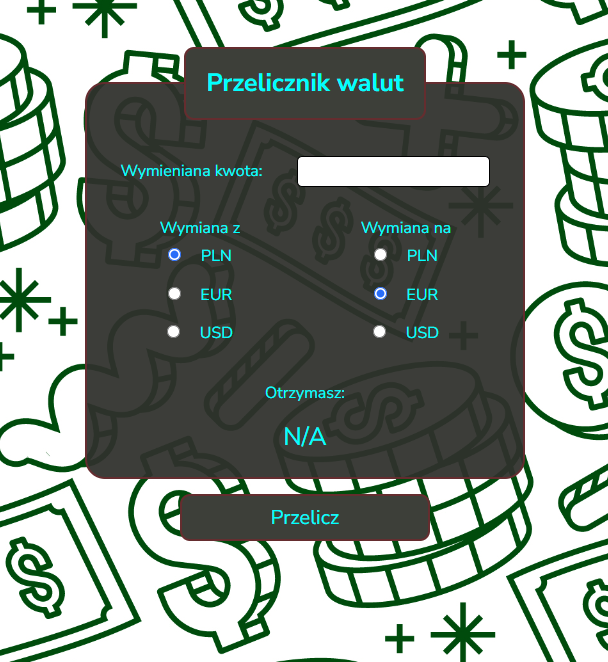 Przelicznik walut
Wymieniana kwota:
Wymiana z
Wymiana na
PLN
PLN
EUR
EUR
USD
USD
Otrzymasz:
N/A
Przelicz